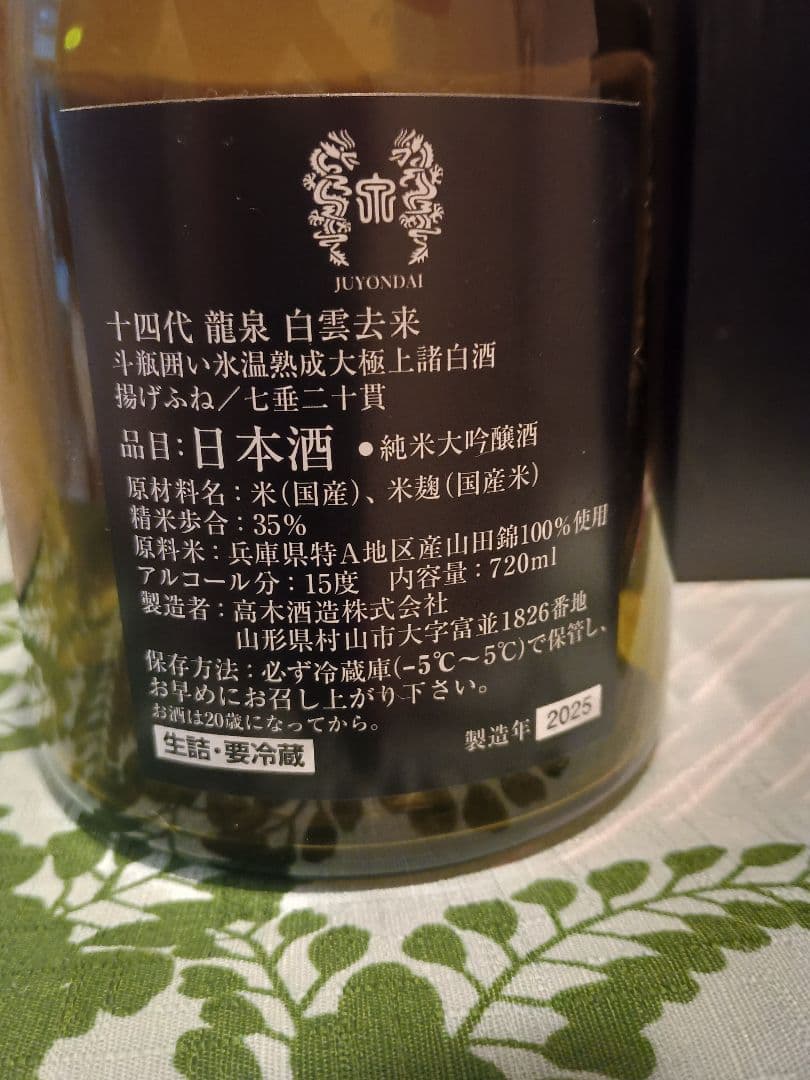 泉
JUYONDAI
十四代 龍泉 白雲去来
斗瓶囲い氷温熟成大極上諸白酒
揚げふね／七垂二十貫
品目：日本酒 ●純米大吟醸酒
原材料名：米（国産）、米麹（国産米）
精米歩合：35%
原料米：兵庫県特A地区産山田錦100%使用
アルコール分：15度 内容量：720ml
製造者：高木酒造株式会社
山形県村山市大字富並1826番地
保存方法：必ず冷蔵庫（-5℃～5℃）で保管し、
お早めにお召し上がり下さい。
お酒は20歳になってから。
生詰・要冷蔵 製造年 2025